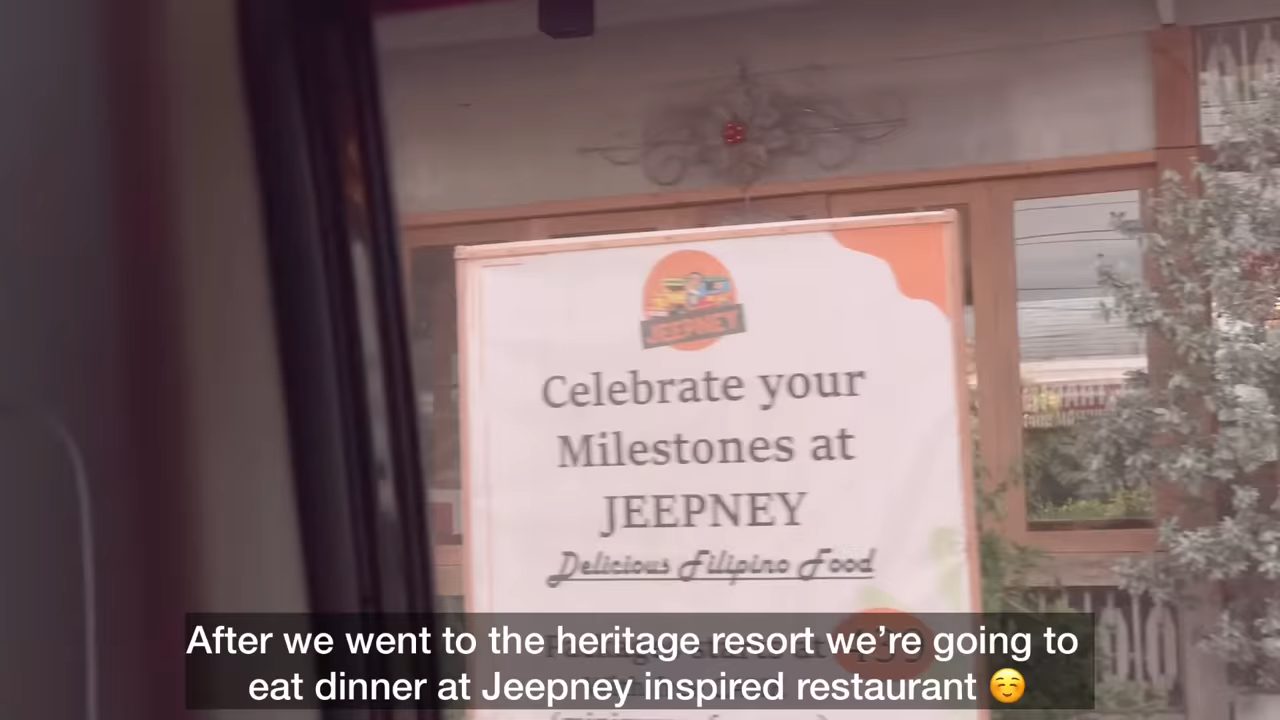 JEEPNEY
Celebrate your
Milestones at
JEEPNEY
Delicious Filipino Food
After we went to the heritage resort we’re going to
eat dinner at Jeepney inspired restaurant ☺️